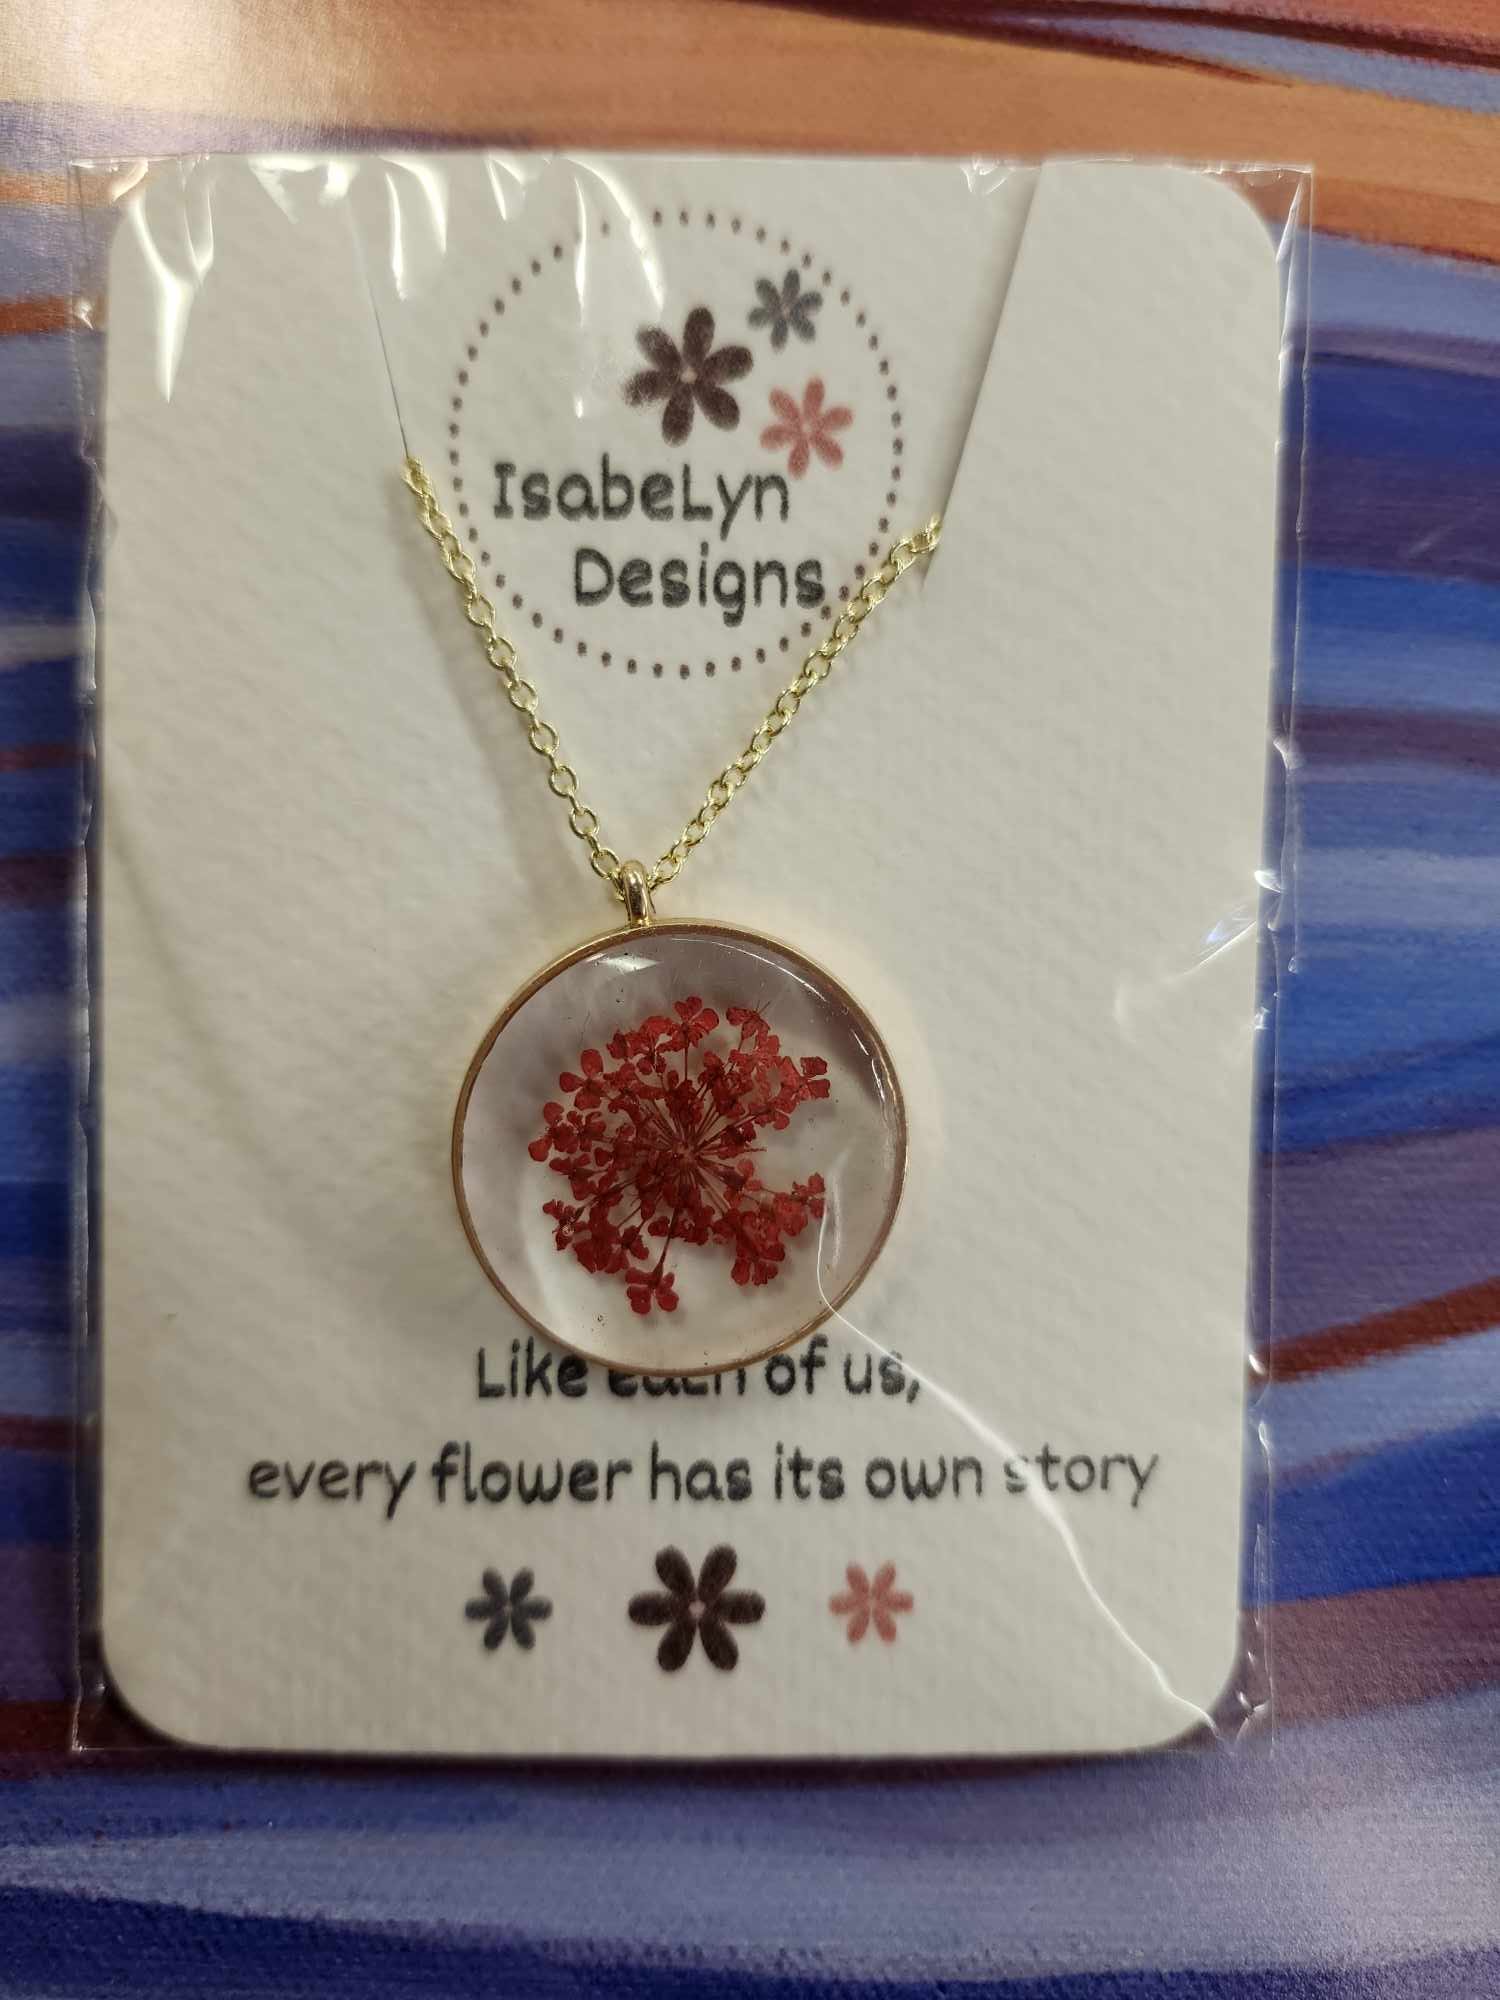 IsabeLyn
Designs
Like each of us,
every flower has its own story